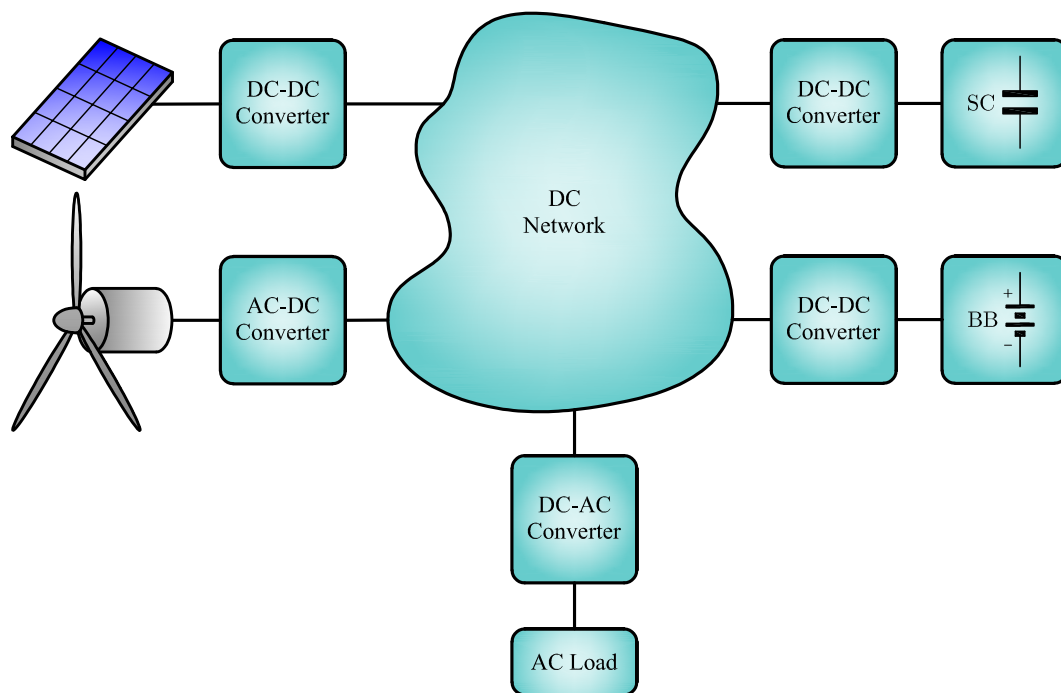 DC-DC
Converter
DC-DC
Converter
SC
DC
Network
AC-DC
Converter
DC-DC
Converter
+
BB
−
DC-AC
Converter
AC Load